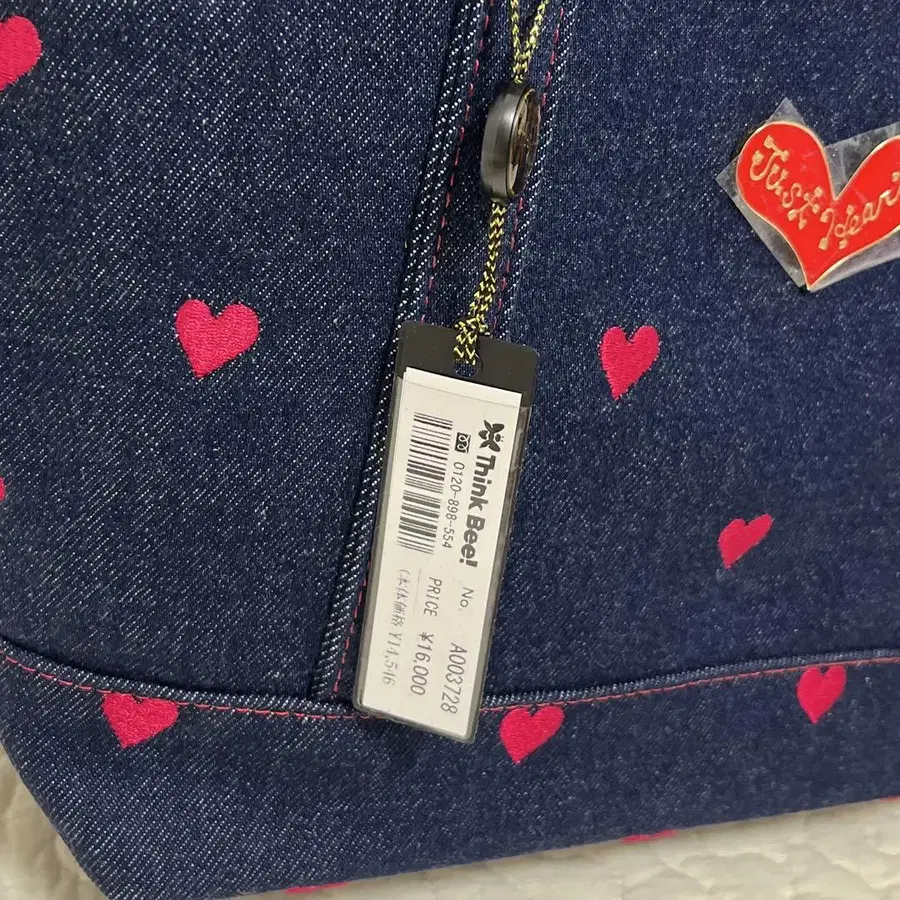 Think Bee!
0120-898-554
No. A003728
PRICE ¥16,000
(本体価格 ¥14,546
Just Heart